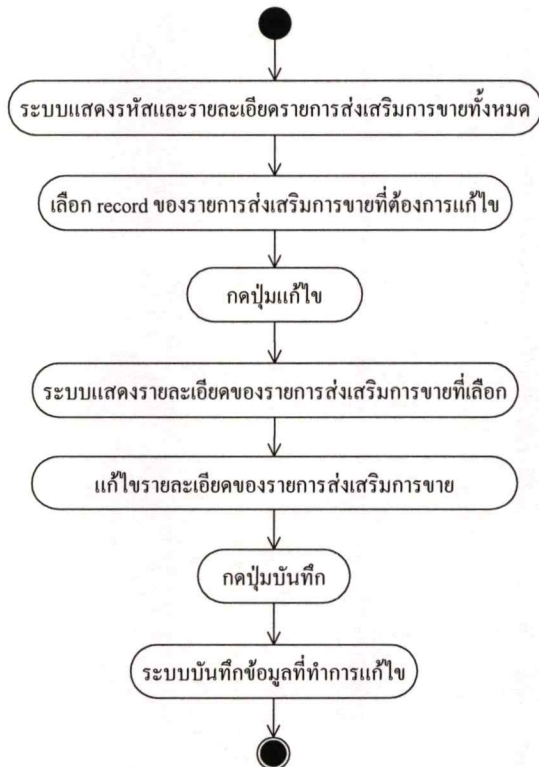 ระบบแสดงรหัสและรายละเอียดรายการส่งเสริมการขายทั้งหมด
เลือก record ของรายการส่งเสริมการขายที่ต้องการแก้ไข
กดปุ่มแก้ไข
ระบบแสดงรายละเอียดของรายการส่งเสริมการขายที่เลือก
แก้ไขรายละเอียดของรายการส่งเสริมการขาย
กดปุ่มบันทึก
ระบบบันทึกข้อมูลที่ทำการแก้ไข